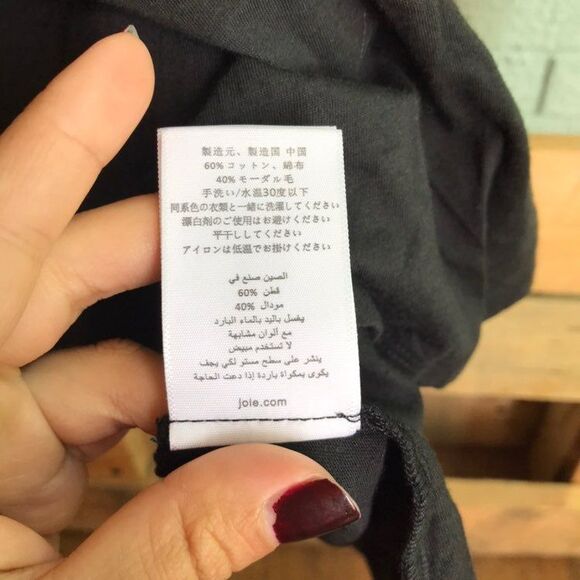 製造元、製造国 中国
60% コットン、綿布
40% モーダル毛
手洗い/水温30度以下
同系色の衣類と一緒に洗濯してください
漂白剤のご使用はお避けください
平干ししてください
アイロンは低温でお掛けください
الصين صنع في
60% قطن
40% مودال
يغسل باليد بالماء البارد
مع ألوان مشابهة
لا تستخدم مبيض
ينشر على سطح مستو لكي يجف
يكوى بمكواة باردة إذا دعت الحاجة
joie.com